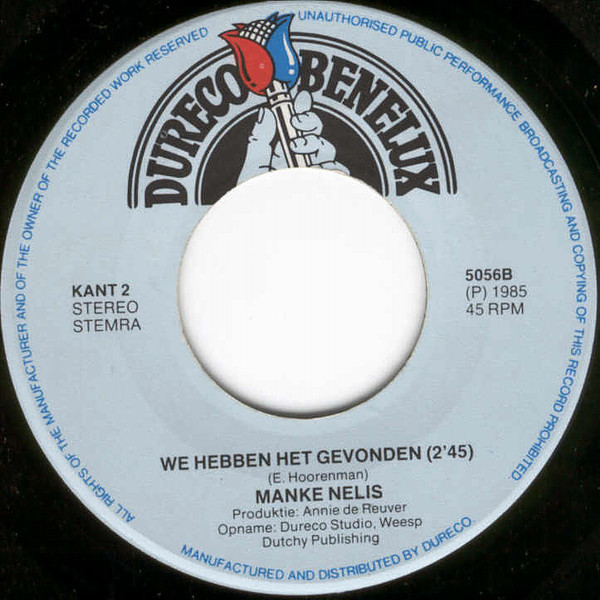 ALL RIGHTS OF THE MANUFACTURER AND OF THE OWNER OF THE RECORDED WORK RESERVED
UNAUTHORISED PUBLIC PERFORMANCE BROADCASTING AND COPYING OF THIS RECORD PROHIBITED
DURECO BENELUX
KANT 2
STEREO
STEMRA
5056B
(P) 1985
45 RPM
WE HEBBEN HET GEVONDEN (2'45)
(E. Hoorenman)
MANKE NELIS
Produktie: Annie de Reuver
Opname: Dureco Studio, Weesp
Dutchy Publishing
MANUFACTURED AND DISTRIBUTED BY DURECO